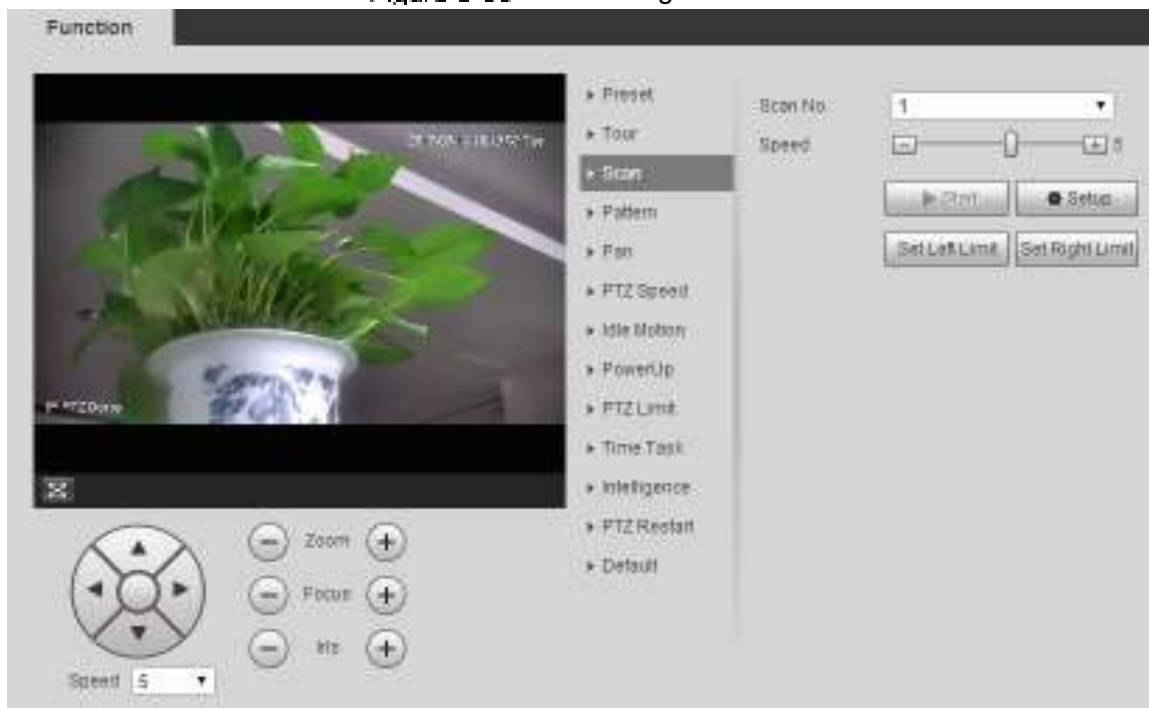 Function
Preset
Tour
Scan
Pattern
Pan
PTZ Speed
Idle Motion
PowerUp
PTZ Limit
Time Task
Intelligence
PTZ Restart
Default
Scan No.
1
Speed
Start
Setup
Set Left Limit
Set Right Limit
Zoom
Focus
Iris
Speed 5